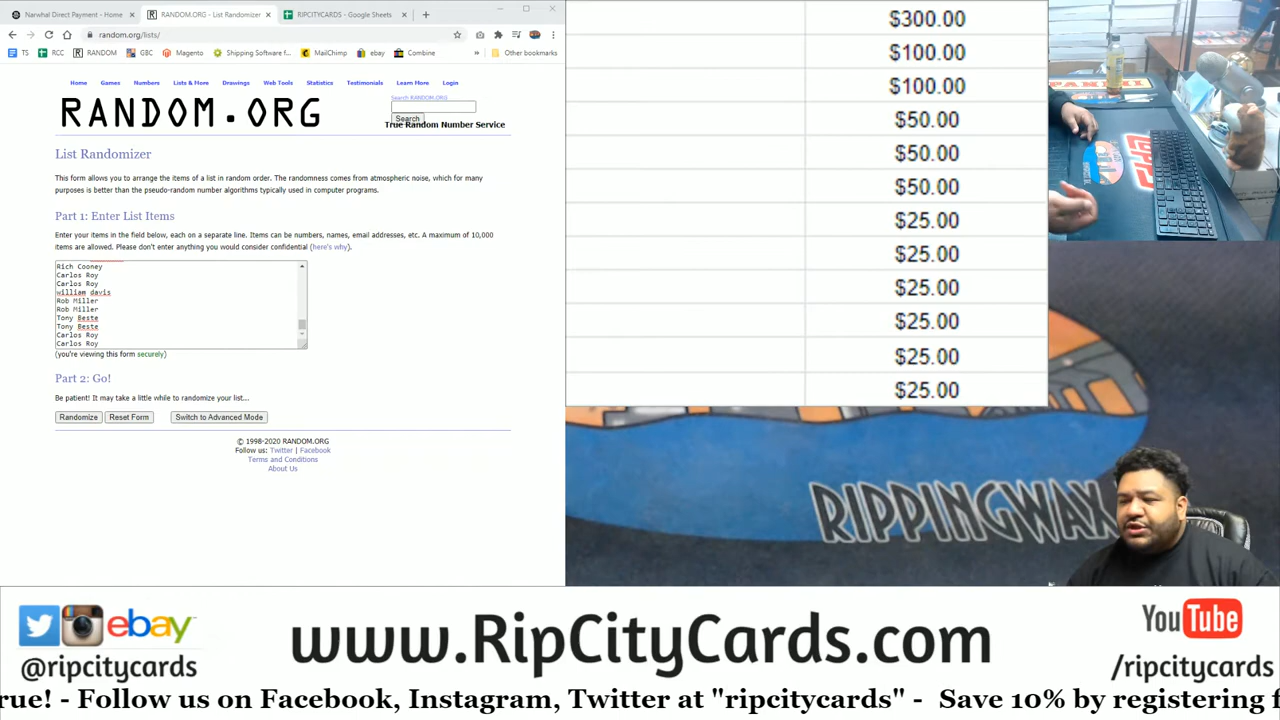 Narwhal Direct Payment - Home
RANDOM.ORG - List Randomizer
RIPCITYCARDS - Google Sheets
random.org/lists/
TS
RCC
RANDOM
GBC
Magento
Shipping Software f
MailChimp
ebay
Combine
Other bookmarks
Home Games Numbers Lists & More Drawings Web Tools Statistics Testimonials Learn More Login
RANDOM.ORG
Search RANDOM.ORG
Search
True Random Number Service
List Randomizer
This form allows you to arrange the items of a list in random order. The randomness comes from atmospheric noise, which for many
purposes is better than the pseudo-random number algorithms typically used in computer programs.
Part 1: Enter List Items
Enter your items in the field below, each on a separate line. Items can be numbers, names, email addresses, etc. A maximum of 10,000
items are allowed. Please don't enter anything you would consider confidential (here's why).
Rich Cooney
Carlos Roy
Carlos Roy
william davis
Rob Miller
Rob Miller
Tony Beste
Tony Beste
Carlos Roy
Carlos Roy
(you're viewing this form securely)
Part 2: Go!
Be patient! It may take a little while to randomize your list...
Randomize Reset Form Switch to Advanced Mode
© 1998-2020 RANDOM.ORG
Follow us: Twitter | Facebook
Terms and Conditions
About Us
$300.00
$100.00
$100.00
$50.00
$50.00
$50.00
$25.00
$25.00
$25.00
$25.00
$25.00
$25.00
PANINI
RIPPINGWAX
ebay
@ripcitycards
www.RipCityCards.com
YouTube
/ripcitycards
rue! - Follow us on Facebook, Instagram, Twitter at "ripcitycards" - Save 10% by registering f